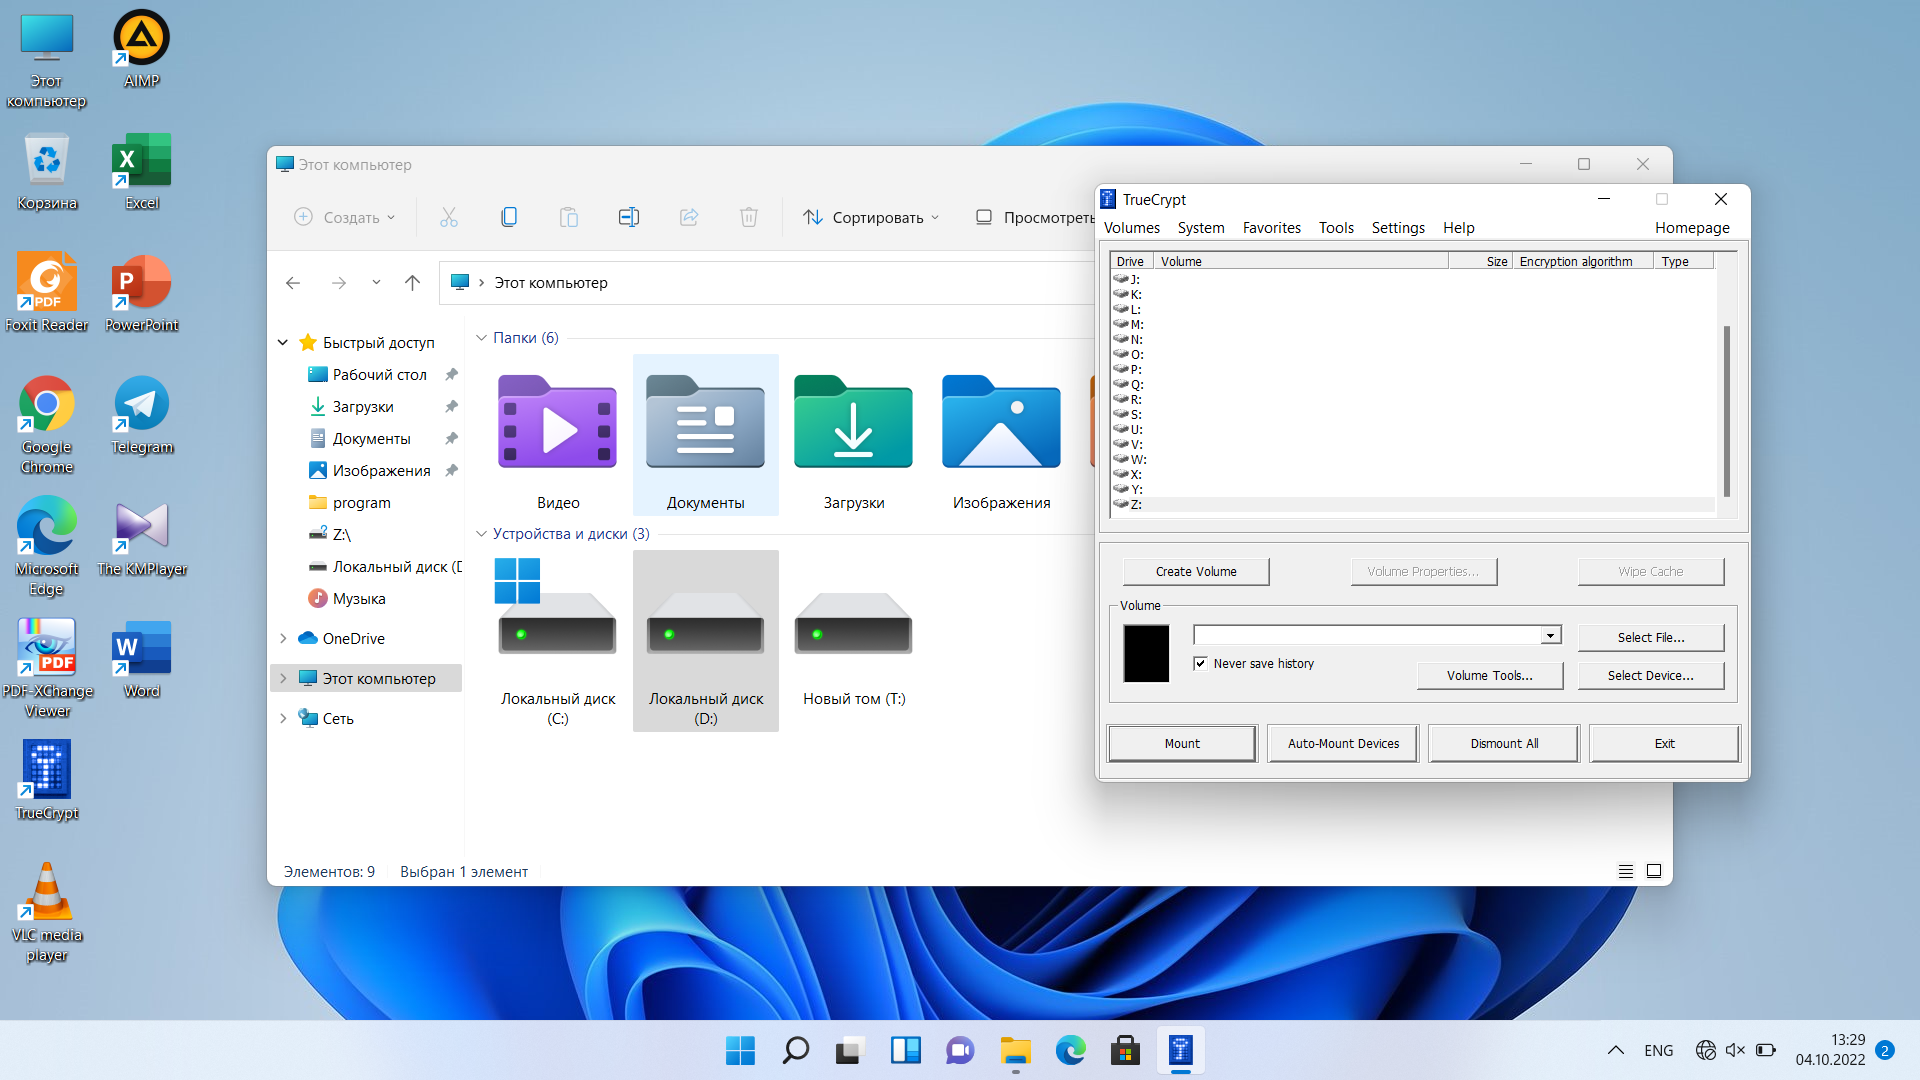 Этот
компьютер
AIMP
Корзина
Excel
Foxit Reader
PowerPoint
Google
Chrome
Telegram
Microsoft
Edge
The KMPlayer
PDF-XChange
Viewer
Word
TrueCrypt
VLC media
player
Этот компьютер
Создать
Сортировать
Просмотреть
Этот компьютер
Быстрый доступ
Рабочий стол
Загрузки
Документы
Изображения
program
Z:\
Локальный диск (D
Музыка
OneDrive
Этот компьютер
Сеть
Папки (6)
Видео
Документы
Загрузки
Изображения
Устройства и диски (3)
Локальный диск
(C:)
Локальный диск
(D:)
Новый том (T:)
Элементов: 9
Выбран 1 элемент
TrueCrypt
Volumes System Favorites Tools Settings Help Homepage
Drive Volume Size Encryption algorithm Type
J:
K:
L:
M:
N:
O:
P:
Q:
R:
S:
U:
V:
W:
X:
Y:
Z:
Create Volume
Volume Properties...
Wipe Cache
Volume
Select File...
Never save history
Volume Tools...
Select Device...
Mount
Auto-Mount Devices
Dismount All
Exit
ENG
13:29
04.10.2022
2